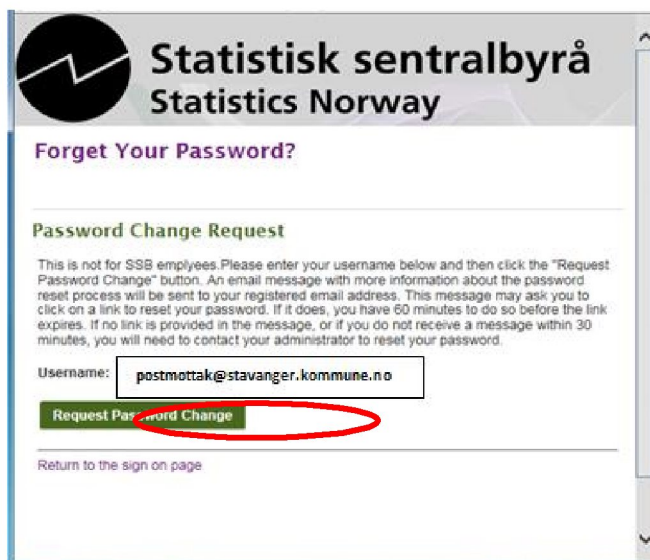 Statistisk sentralbyrå
Statistics Norway
Forget Your Password?
Password Change Request
This is not for SSB emplyees.Please enter your username below and then click the "Request
Password Change" button. An email message with more information about the password
reset process will be sent to your registered email address. This message may ask you to
click on a link to reset your password. If it does, you have 60 minutes to do so before the link
expires. If no link is provided in the message, or if you do not receive a message within 30
minutes, you will need to contact your administrator to reset your password.
Username: postmottak@stavanger.kommune.no
Request Password Change
Return to the sign on page